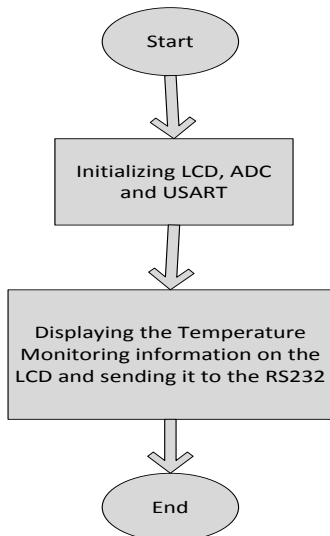 Start
Initializing LCD, ADC
and USART
Displaying the Temperature
Monitoring information on the
LCD and sending it to the RS232
End